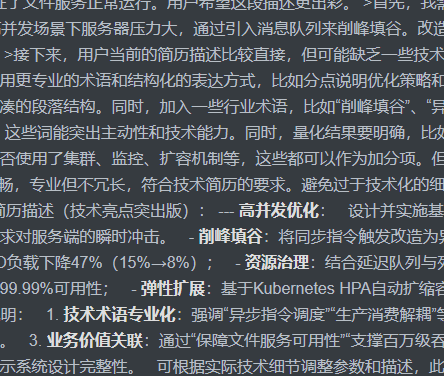 证了文件服务正常运行。用户希望这段描述更出彩。 >首先，我需
高并发场景下服务器压力大，通过引入消息队列来削峰填谷。改造
>接下来，用户当前的简历描述比较直接，但可能缺乏一些技术
用更专业的术语和结构化的表达方式，比如分点说明优化策略和
凑的段落结构。同时，加入一些行业术语，比如“削峰填谷”、“异
这些词能突出主动性和技术能力。同时，量化结果要明确，比如
否使用了集群、监控、扩容机制等，这些都可以作为加分项。但
畅，专业但不冗长，符合技术简历的要求。避免过于技术化的细
简历描述（技术亮点突出版）： --- 高并发优化： 设计并实施基
求对服务端的瞬时冲击。 - 削峰填谷：将同步指令触发改造为异
O负载下降47%（15%→8%）； - 资源治理：结合延迟队列与死
99.99%可用性； - 弹性扩展：基于Kubernetes HPA自动扩缩容
明： 1. 技术术语专业化：强调“异步指令调度”“生产消费解耦”等
。 3. 业务价值关联：通过“保障文件服务可用性”“支撑百万级吞
示系统设计完整性。 可根据实际技术细节调整参数和描述，此